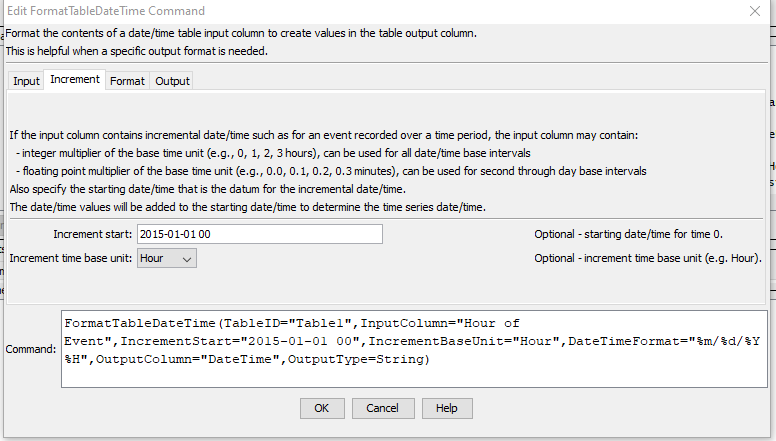 Edit FormatTableDateTime Command
Format the contents of a date/time table input column to create values in the table output column.
This is helpful when a specific output format is needed.
Input Increment Format Output
If the input column contains incremental date/time such as for an event recorded over a time period, the input column may contain:
- integer multiplier of the base time unit (e.g., 0, 1, 2, 3 hours), can be used for all date/time base intervals
- floating point multiplier of the base time unit (e.g., 0.0, 0.1, 0.2, 0.3 minutes), can be used for second through day base intervals
Also specify the starting date/time that is the datum for the incremental date/time.
The date/time values will be added to the starting date/time to determine the time series date/time.
Increment start: 2015-01-01 00 Optional - starting date/time for time 0.
Increment time base unit: Hour Optional - increment time base unit (e.g. Hour).
Command: FormatTableDateTime(TableID="Table1",InputColumn="Hour of
Event",IncrementStart="2015-01-01 00",IncrementBaseUnit="Hour",DateTimeFormat="%m/%d/%Y
%H",OutputColumn="DateTime",OutputType=String)
OK Cancel Help